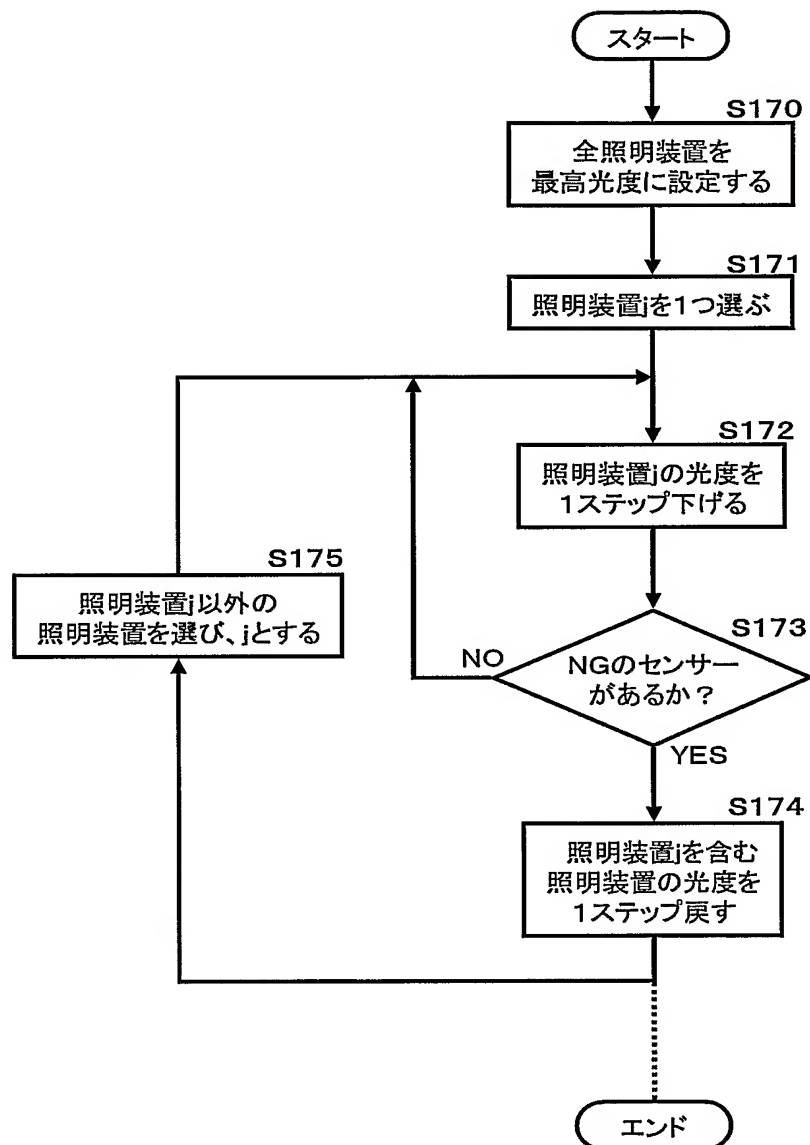 スタート
S170
全照明装置を
最高光度に設定する
S171
照明装置jを1つ選ぶ
S172
照明装置jの光度を
1ステップ下げる
S175
照明装置j以外の
照明装置を選び、jとする
S173
NO
NGのセンサー
があるか?
YES
S174
照明装置jを含む
照明装置の光度を
1ステップ戻す
エンド